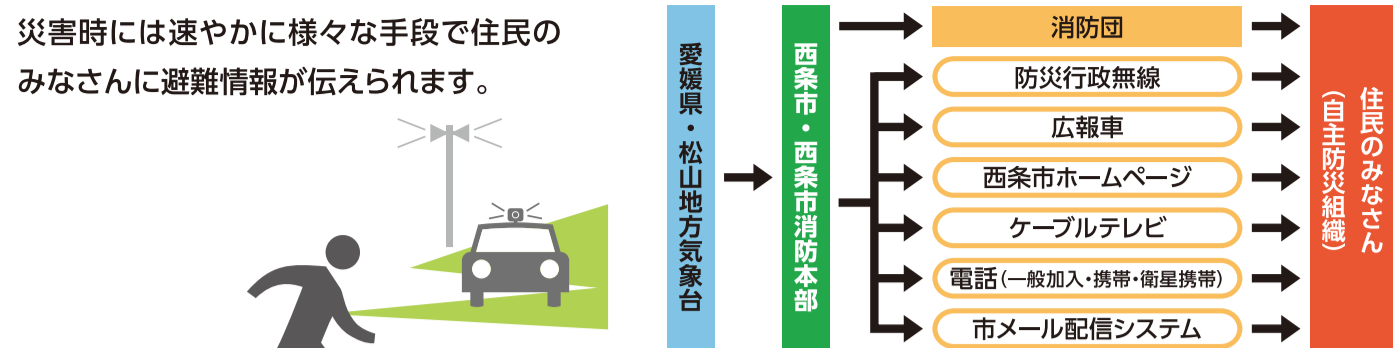 災害時には速やかに様々な手段で住民の
みなさんに避難情報が伝えられます。
愛媛県・松山地方気象台
西条市・西条市消防本部
消防団
防災行政無線
広報車
西条市ホームページ
ケーブルテレビ
電話（一般加入・携帯・衛星携帯）
市メール配信システム
住民のみなさん
（自主防災組織）